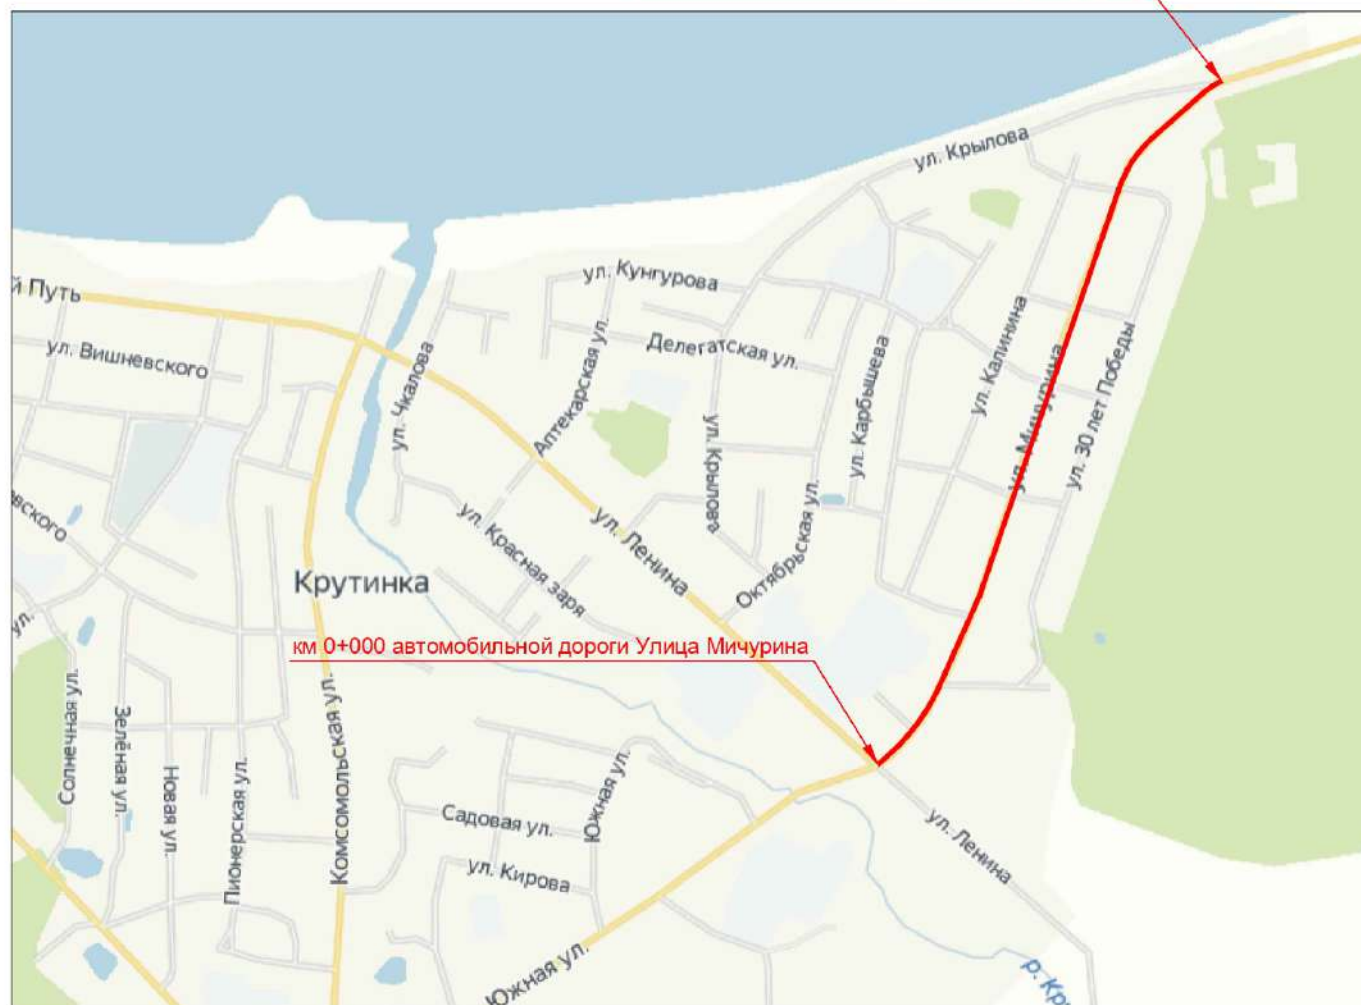 ул. Крылова
й Путь
ул. Кунгурова
ул. Вишневского
Делегатская ул.
ул. Чкалова
Аптекарская ул.
ул. Карбышева
ул. Калинина
ул. Мичурина
ул. 30 лет Победы
ул. Крылова
вского
ул. Красная заря
ул. Ленина
Октябрьская ул.
Крутинка
ул.
км 0+000 автомобильной дороги Улица Мичурина
Солнечная ул.
Зелёная ул.
Новая ул.
Пионерская ул.
Комсомольская ул.
Садовая ул.
Южная ул.
ул. Кирова
ул. Ленина
Южная ул.
р. Кру